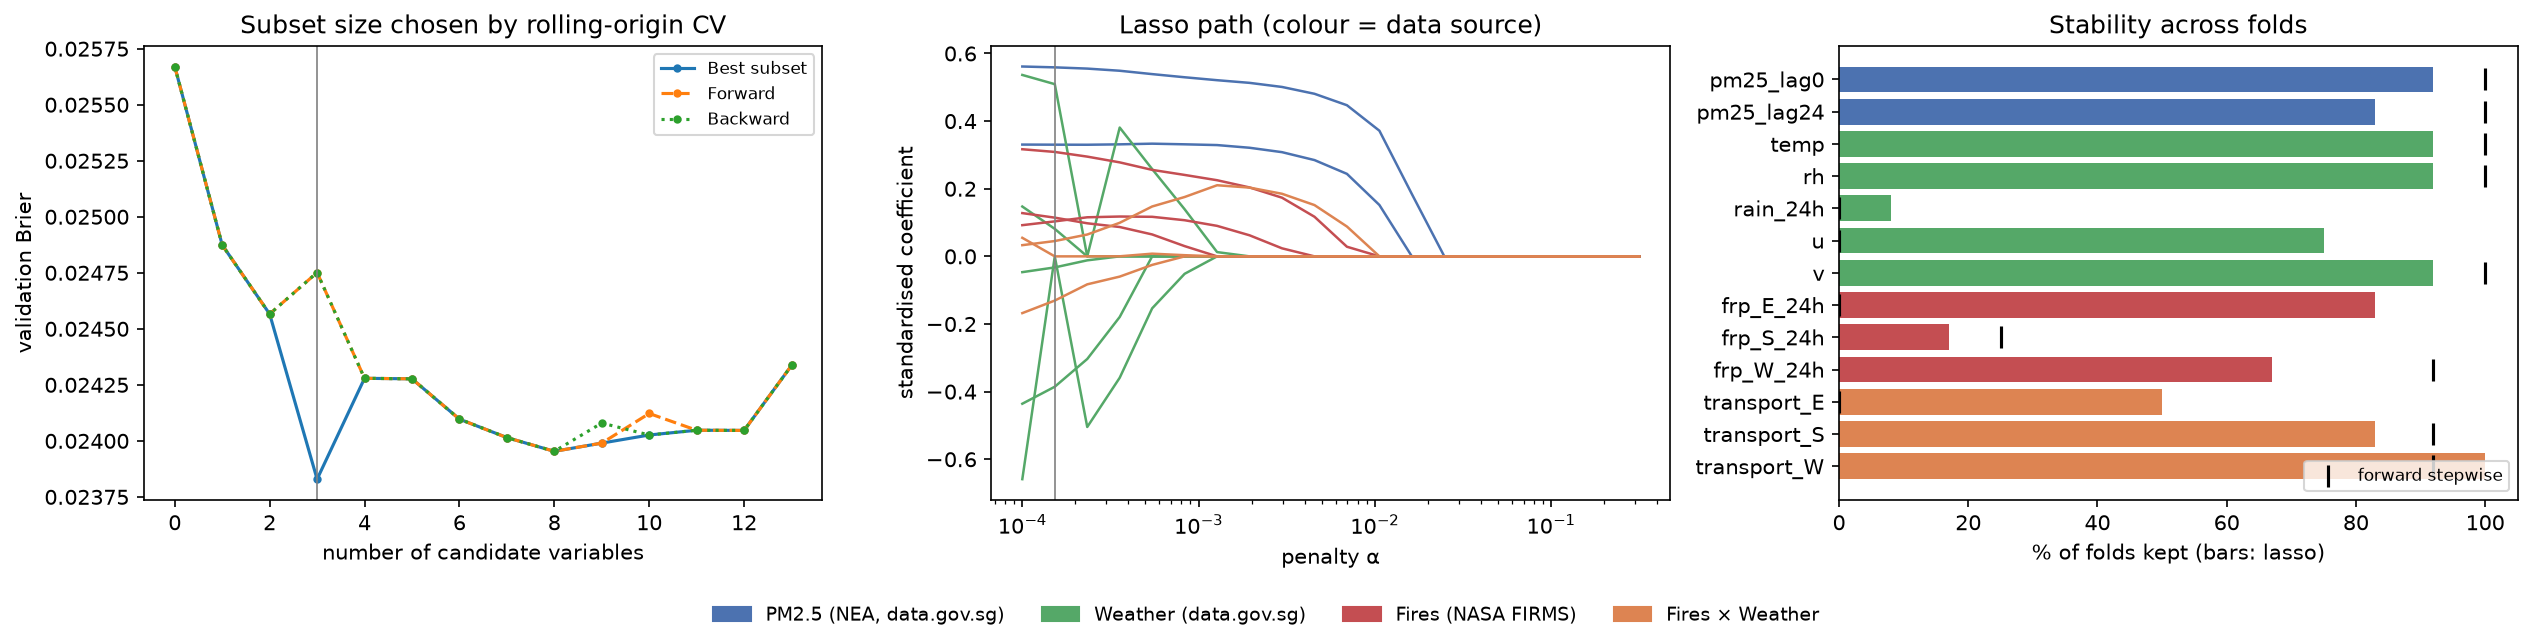 Subset size chosen by rolling-origin CV
0.02575
0.02550
0.02525
0.02500
0.02475
0.02450
0.02425
0.02400
0.02375
validation Brier
0 2 4 6 8 10 12
number of candidate variables
Best subset
Forward
Backward
Lasso path (colour = data source)
0.6
0.4
0.2
0.0
−0.2
−0.4
−0.6
standardised coefficient
10⁻⁴ 10⁻³ 10⁻² 10⁻¹
penalty α
Stability across folds
pm25_lag0
pm25_lag24
temp
rh
rain_24h
u
v
frp_E_24h
frp_S_24h
frp_W_24h
transport_E
transport_S
transport_W
forward stepwise
0 20 40 60 80 100
% of folds kept (bars: lasso)
PM2.5 (NEA, data.gov.sg) Weather (data.gov.sg) Fires (NASA FIRMS) Fires × Weather